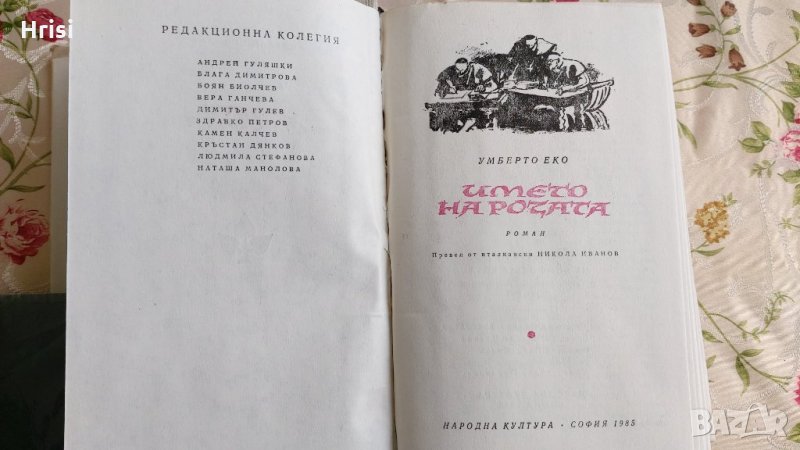 Hrisi
РЕДАКЦИОННА КОЛЕГИЯ
АНДРЕЙ ГУЛЯШКИ
БЛАГА ДИМИТРОВА
БОЯН БИОЛЧЕВ
ВЕРА ГАНЧЕВА
ДИМИТЪР ГУЛЕВ
ЗДРАВКО ПЕТРОВ
КАМЕН КАЛЧЕВ
КРЪСТАН ДЯНКОВ
ЛЮДМИЛА СТЕФАНОВА
НАТАША МАНОЛОВА
УМБЕРТО ЕКО
ИМЕТО
НА РОЗАТА
РОМАН
Превел от италиански НИКОЛА ИВАНОВ
НАРОДНА КУЛТУРА • СОФИЯ 1985
BAZAR